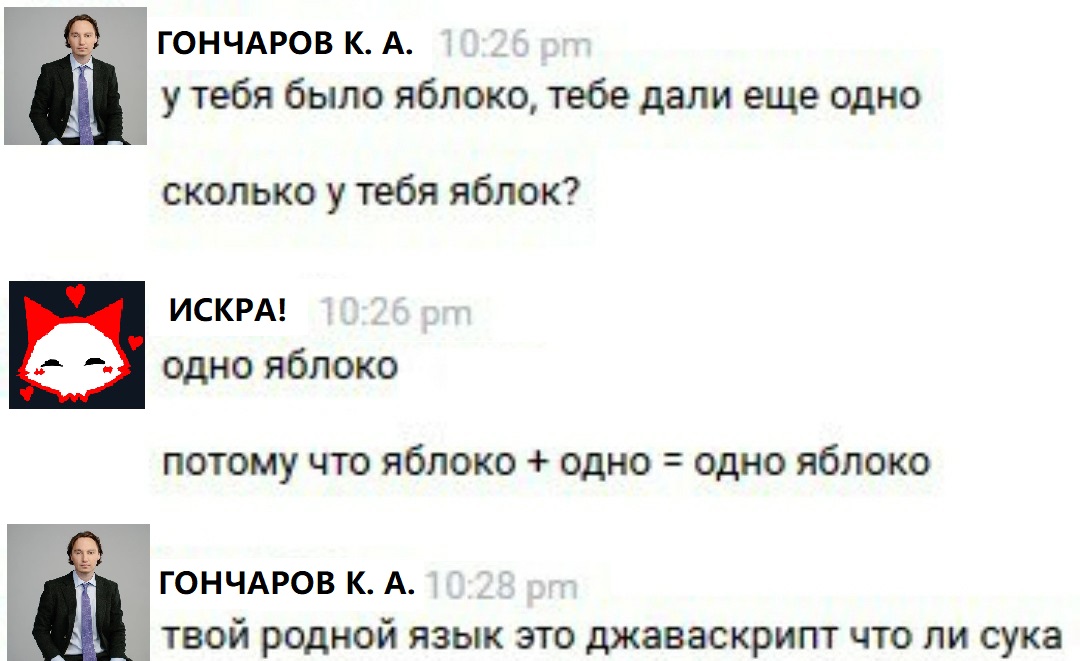 ГОНЧАРОВ К. А. 10:26 pm
у тебя было яблоко, тебе дали еще одно
сколько у тебя яблок?
ИСКРА! 10:26 pm
одно яблоко
потому что яблоко + одно = одно яблоко
ГОНЧАРОВ К. А. 10:28 pm
твой родной язык это джаваскрипт что ли сука